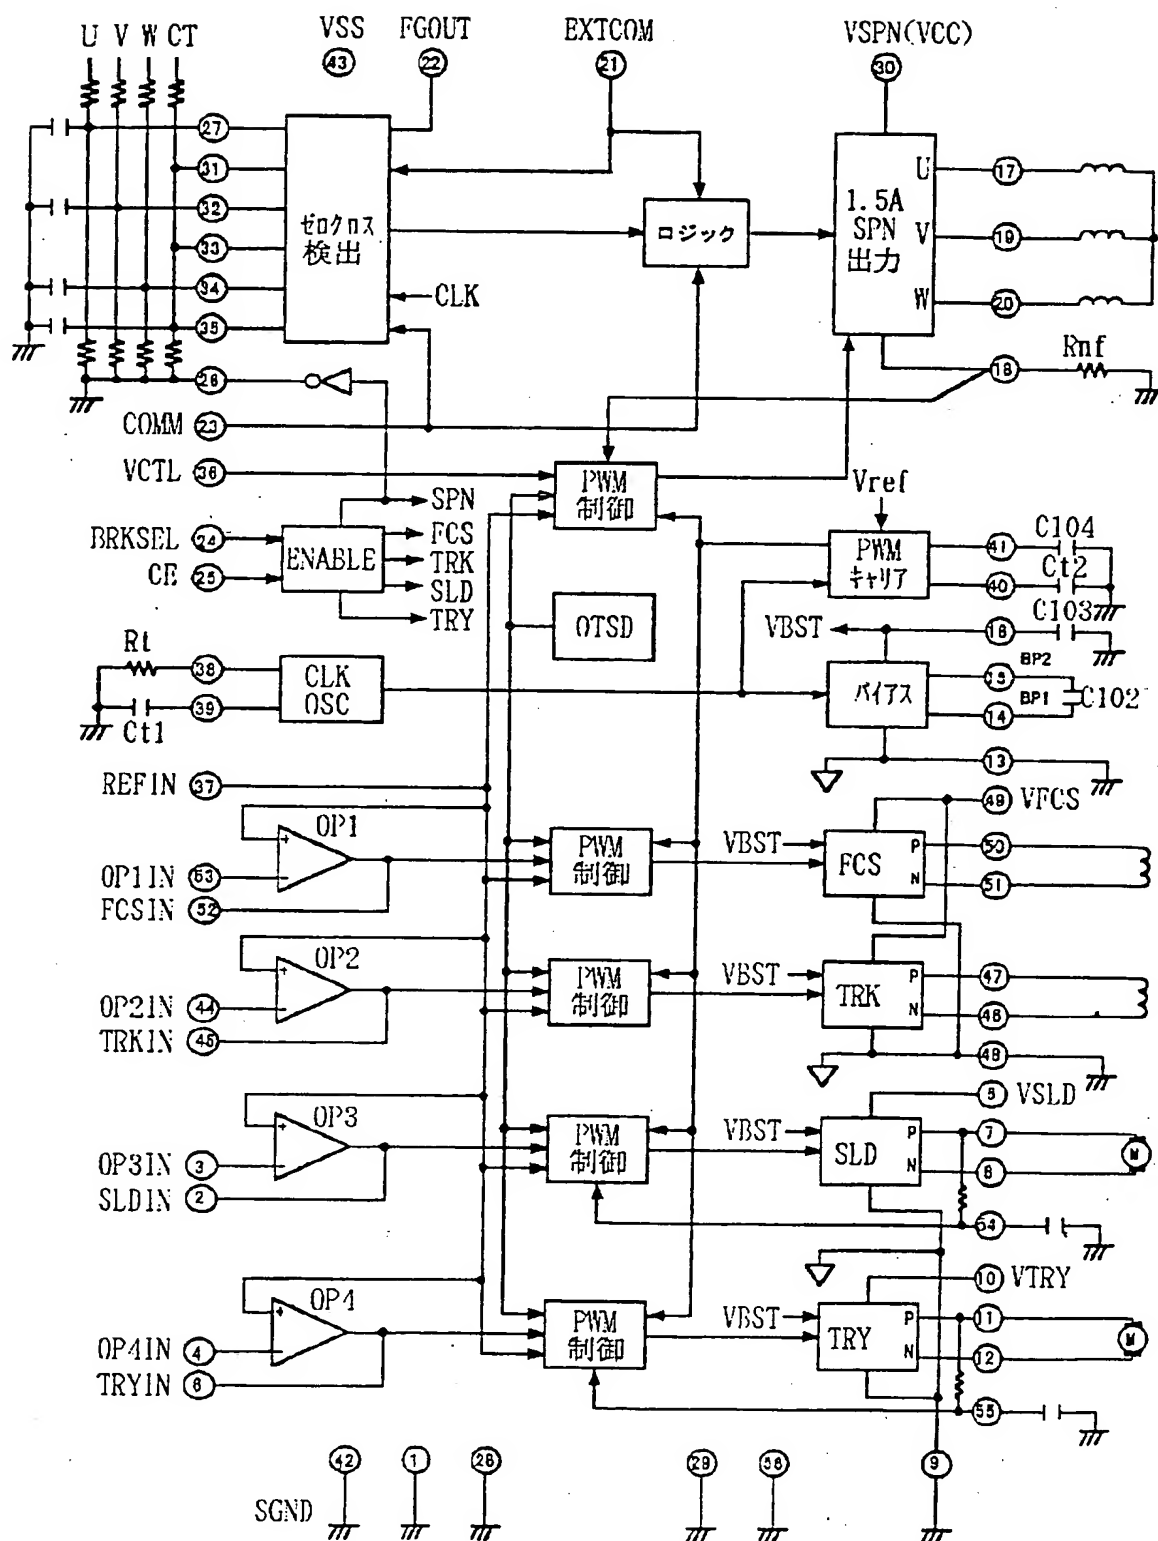 U V W CT
VSS
FGOUT
EXTCOM
VSPN(VCC)
43
22
21
30
27
31
32
33
34
35
26
ゼロクロス
検出
CLK
ロジック
1.5A
SPN
出力
U
V
W
17
19
20
18
Rnf
COMM 23
VCTL 36
BRKSEL 24
CE 25
ENABLE
SPN
FCS
TRK
SLD
TRY
PWM
制御
Vref
PWM
キャリア
41
C104
40
Ct2
OTSD
VBST
16
C103
バイアス
15
BP2
14
BP1
C102
13
Rt
38
39
Ct1
CLK
OSC
REFIN 37
OP1
OP1IN 53
FCSIN 52
PWM
制御
VBST
FCS
P
N
49 VFCS
50
51
OP2
OP2IN 44
TRKIN 45
PWM
制御
VBST
TRK
P
N
47
46
48
OP3
OP3IN 3
SLDIN 2
PWM
制御
VBST
SLD
P
N
5 VSLD
7
8
M
54
OP4
OP4IN 4
TRYIN 6
PWM
制御
VBST
TRY
P
N
10 VTRY
11
12
M
55
SGND
42
1
28
29
56
9